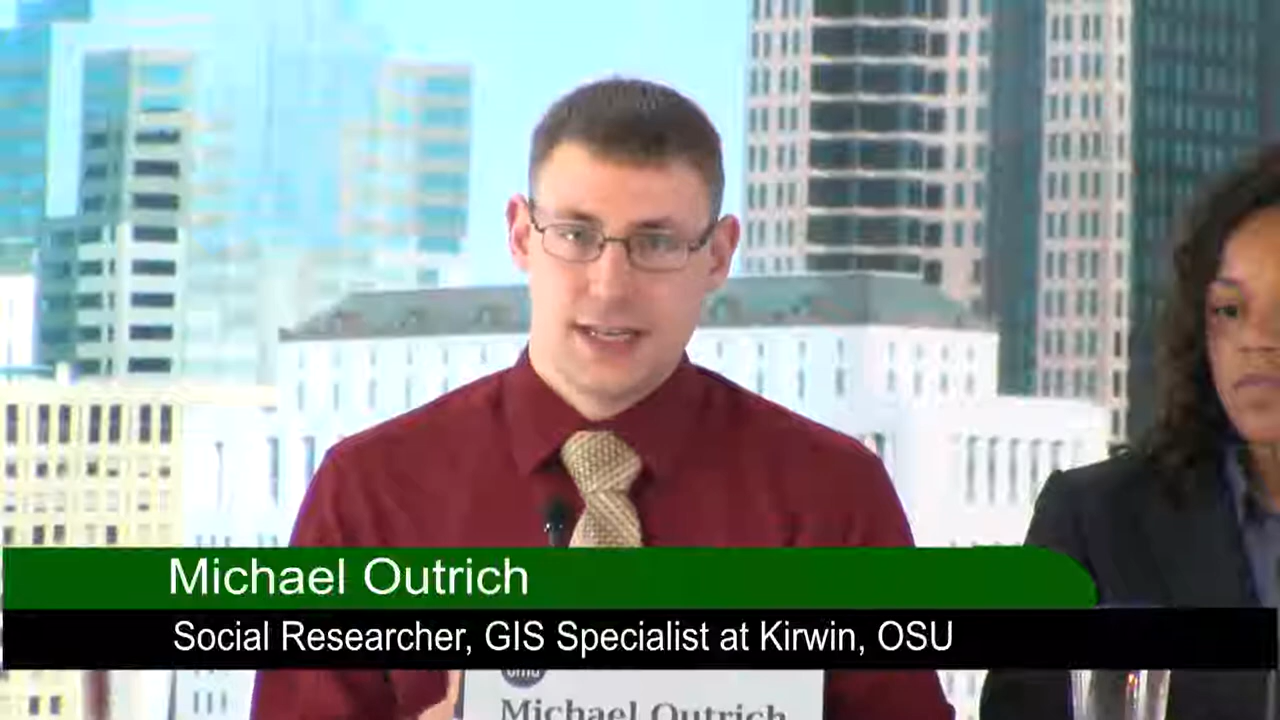 Michael Outrich
Social Researcher, GIS Specialist at Kirwin, OSU
Michael Outrich